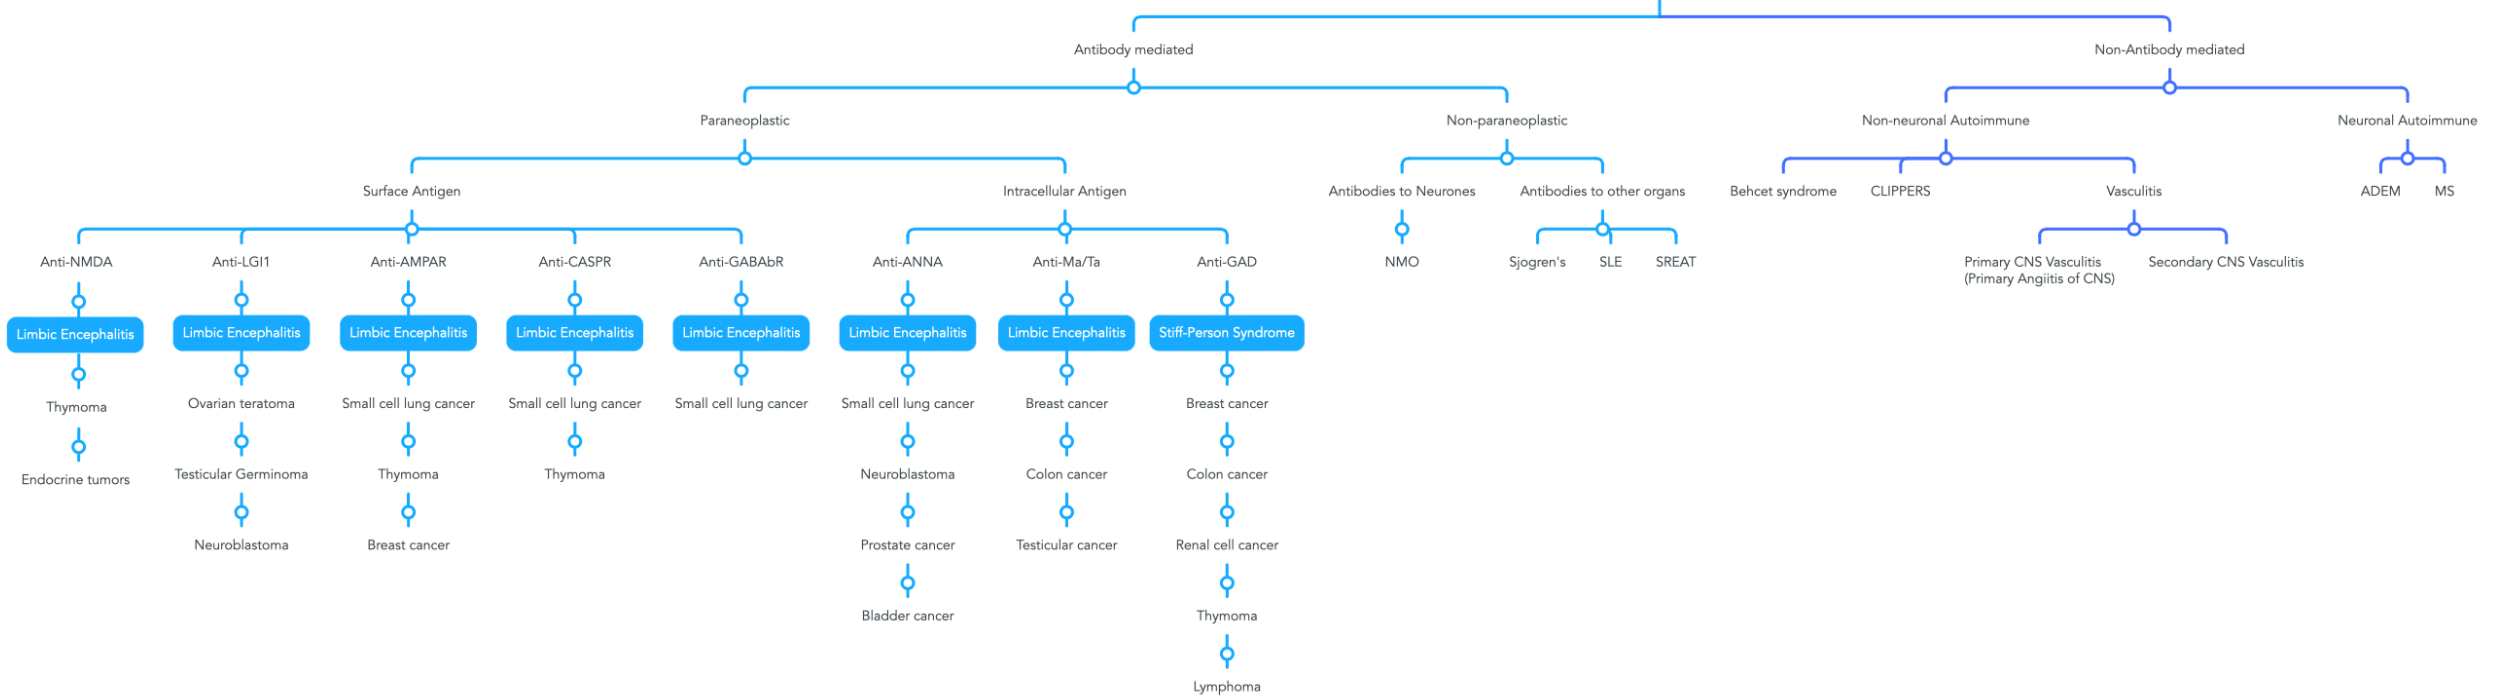 Antibody mediated
Non-Antibody mediated
Paraneoplastic
Non-paraneoplastic
Non-neuronal Autoimmune
Neuronal Autoimmune
Surface Antigen
Intracellular Antigen
Antibodies to Neurones
Antibodies to other organs
Behcet syndrome
CLIPPERS
Vasculitis
ADEM
MS
Anti-NMDA
Anti-LGI1
Anti-AMPAR
Anti-CASPR
Anti-GABAbR
Anti-ANNA
Anti-Ma/Ta
Anti-GAD
NMO
Sjogren's
SLE
SREAT
Primary CNS Vasculitis
(Primary Angiitis of CNS)
Secondary CNS Vasculitis
Limbic Encephalitis
Limbic Encephalitis
Limbic Encephalitis
Limbic Encephalitis
Limbic Encephalitis
Limbic Encephalitis
Limbic Encephalitis
Stiff-Person Syndrome
Thymoma
Ovarian teratoma
Small cell lung cancer
Small cell lung cancer
Small cell lung cancer
Small cell lung cancer
Breast cancer
Breast cancer
Endocrine tumors
Testicular Germinoma
Thymoma
Thymoma
Neuroblastoma
Colon cancer
Colon cancer
Neuroblastoma
Breast cancer
Prostate cancer
Testicular cancer
Renal cell cancer
Bladder cancer
Thymoma
Lymphoma